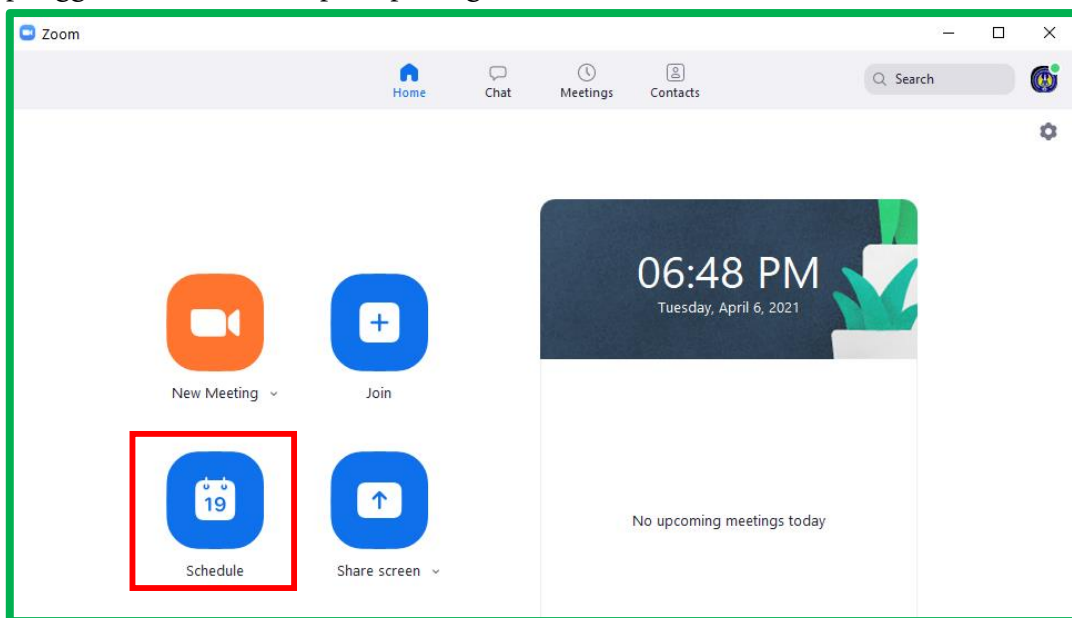 Zoom
Home
Chat
Meetings
Contacts
Search
06:48 PM
Tuesday, April 6, 2021
New Meeting
Join
19
Schedule
Share screen
No upcoming meetings today